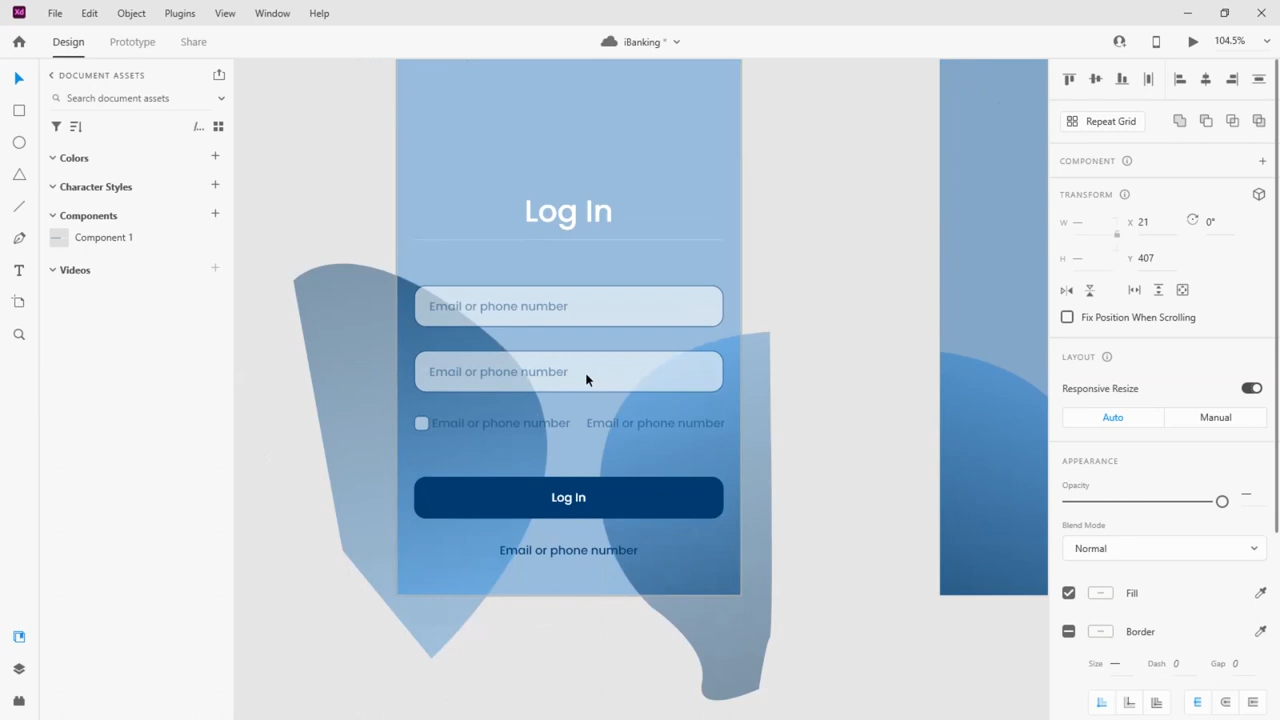 Xd File Edit Object Plugins View Window Help
Design Prototype Share iBanking * 104.5%
DOCUMENT ASSETS
Search document assets
/...
Colors
Character Styles
Components
Component 1
Videos
Log In
Email or phone number
Email or phone number
Email or phone number Email or phone number
Log In
Email or phone number
Repeat Grid
COMPONENT
TRANSFORM
W — X 21 0°
H — Y 407
Fix Position When Scrolling
LAYOUT
Responsive Resize
Auto Manual
APPEARANCE
Opacity
—
Blend Mode
Normal
Fill
Border
Size — Dash 0 Gap 0